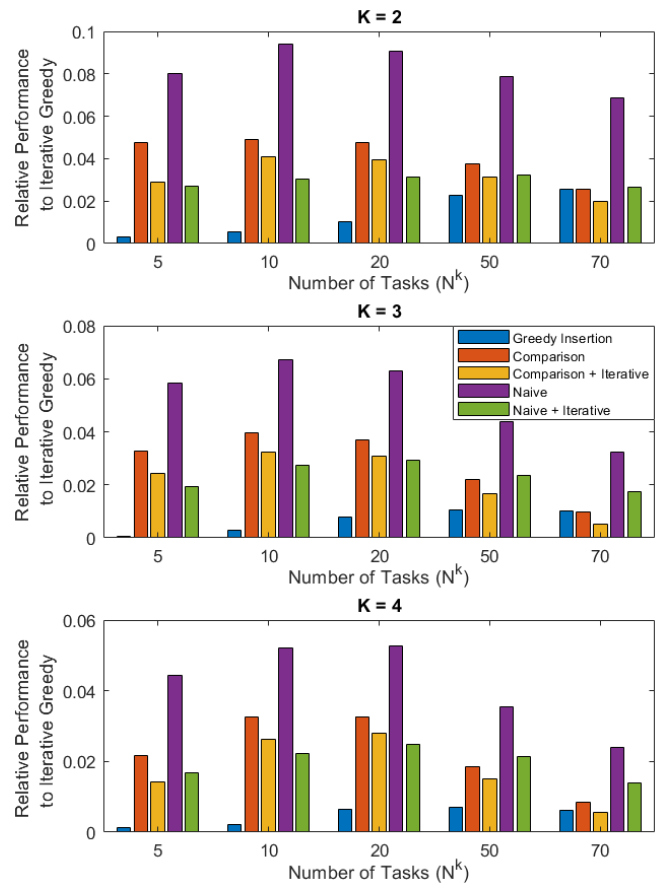 K = 2
Relative Performance
to Iterative Greedy
0.1
0.08
0.06
0.04
0.02
0
5 10 20 50 70
Number of Tasks (N^k)
K = 3
Relative Performance
to Iterative Greedy
0.08
0.06
0.04
0.02
0
Greedy Insertion
Comparison
Comparison + Iterative
Naive
Naive + Iterative
5 10 20 50 70
Number of Tasks (N^k)
K = 4
Relative Performance
to Iterative Greedy
0.06
0.04
0.02
0
5 10 20 50 70
Number of Tasks (N^k)